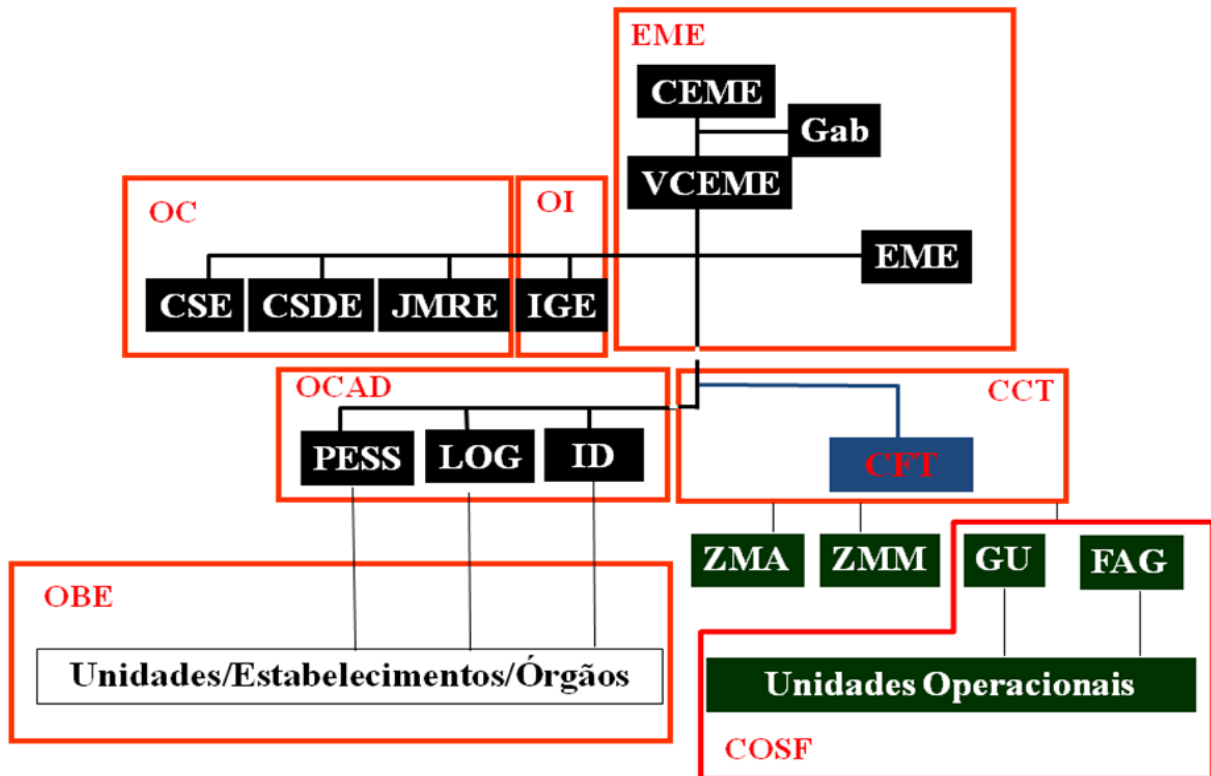 EME
CEME
Gab
VCEME
OC
OI
EME
CSE
CSDE
JMRE
IGE
OCAD
CCT
PESS
LOG
ID
CFT
ZMA
ZMM
GU
FAG
OBE
Unidades/Estabelecimentos/Órgãos
Unidades Operacionais
COSF